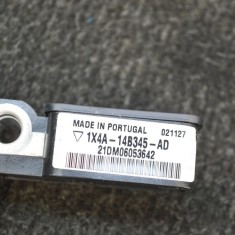 MADE IN PORTUGAL 021127
1X4A-14B345-AD
21DM06053642